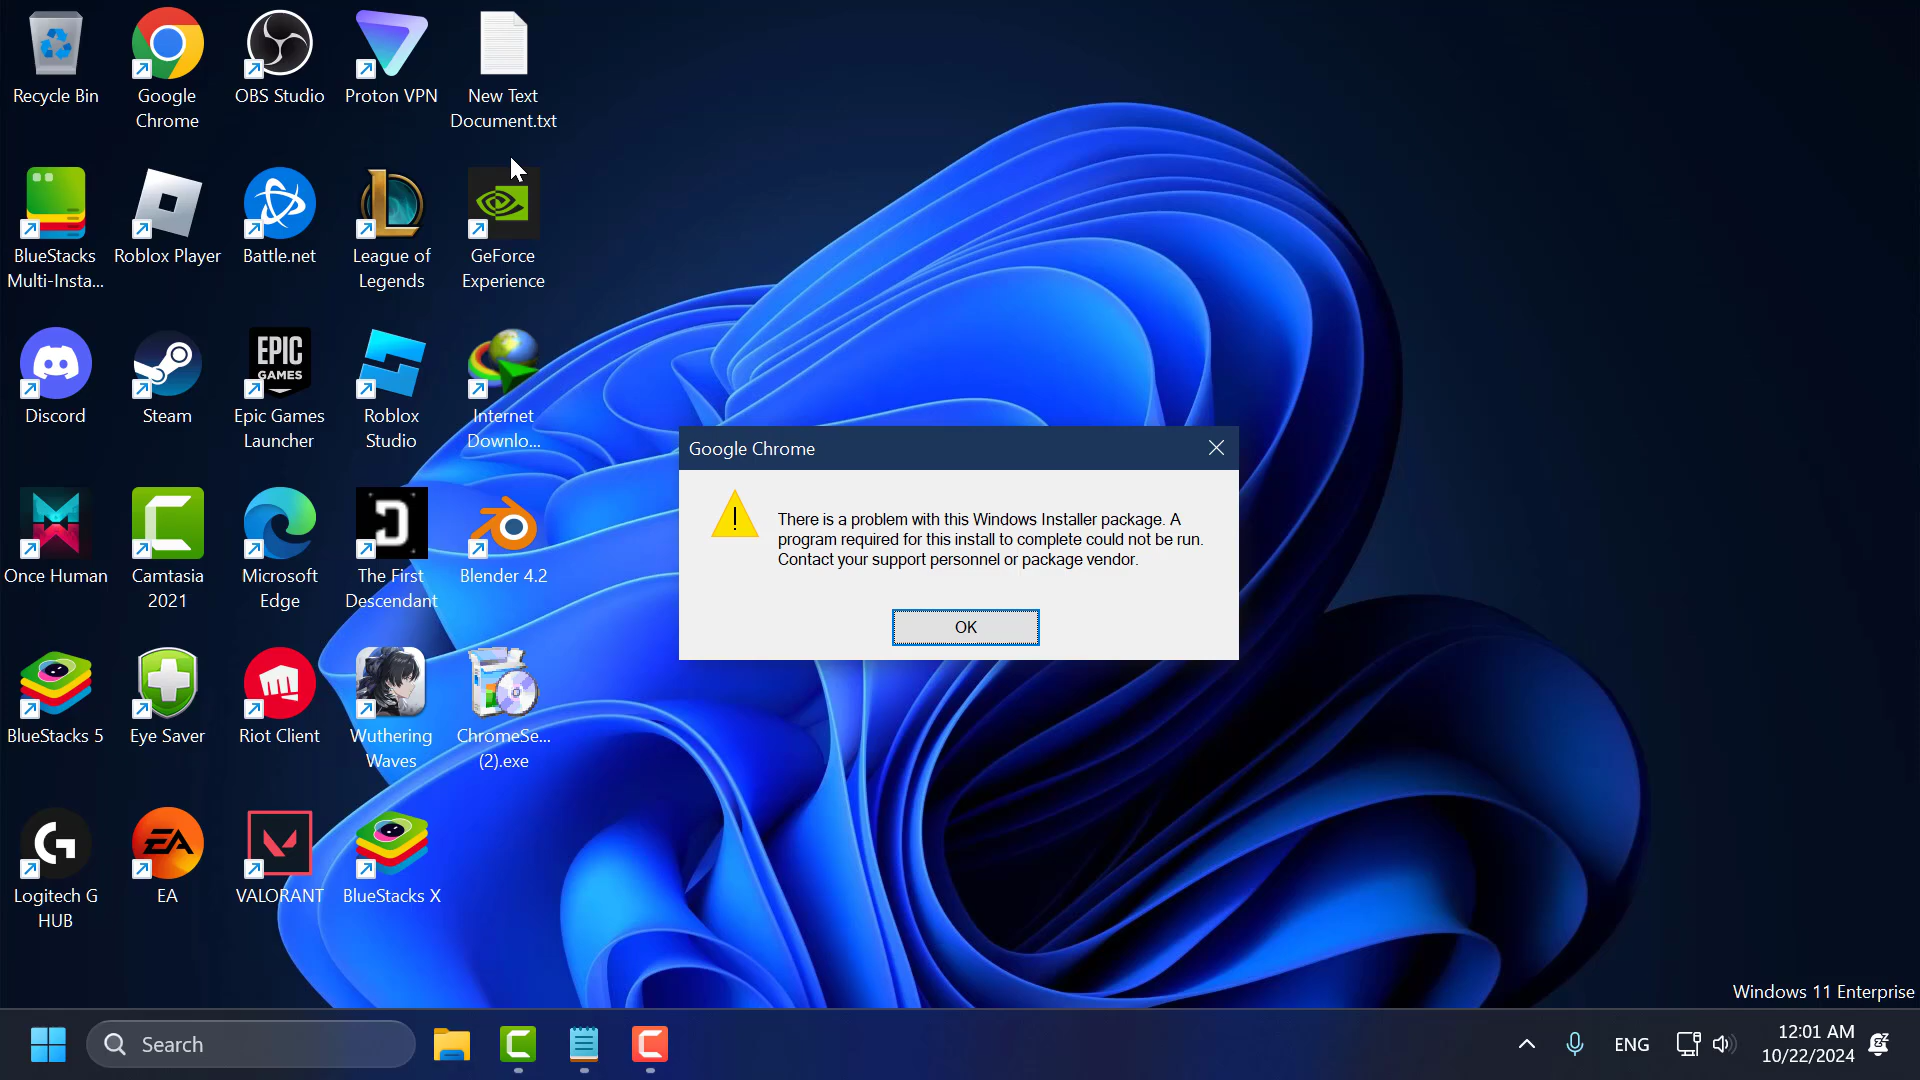 Recycle Bin
Google
Chrome
OBS Studio
Proton VPN
New Text
Document.txt
BlueStacks
Multi-Insta...
Roblox Player
Battle.net
League of
Legends
GeForce
Experience
Discord
Steam
EPIC
GAMES
Epic Games
Launcher
Roblox
Studio
Internet
Downlo...
Once Human
Camtasia
2021
Microsoft
Edge
The First
Descendant
Blender 4.2
BlueStacks 5
Eye Saver
Riot Client
Wuthering
Waves
ChromeSe...
(2).exe
Logitech G
HUB
EA
EA
VALORANT
BlueStacks X
Google Chrome
There is a problem with this Windows Installer package. A
program required for this install to complete could not be run.
Contact your support personnel or package vendor.
OK
Windows 11 Enterprise
Search
ENG
12:01 AM
10/22/2024